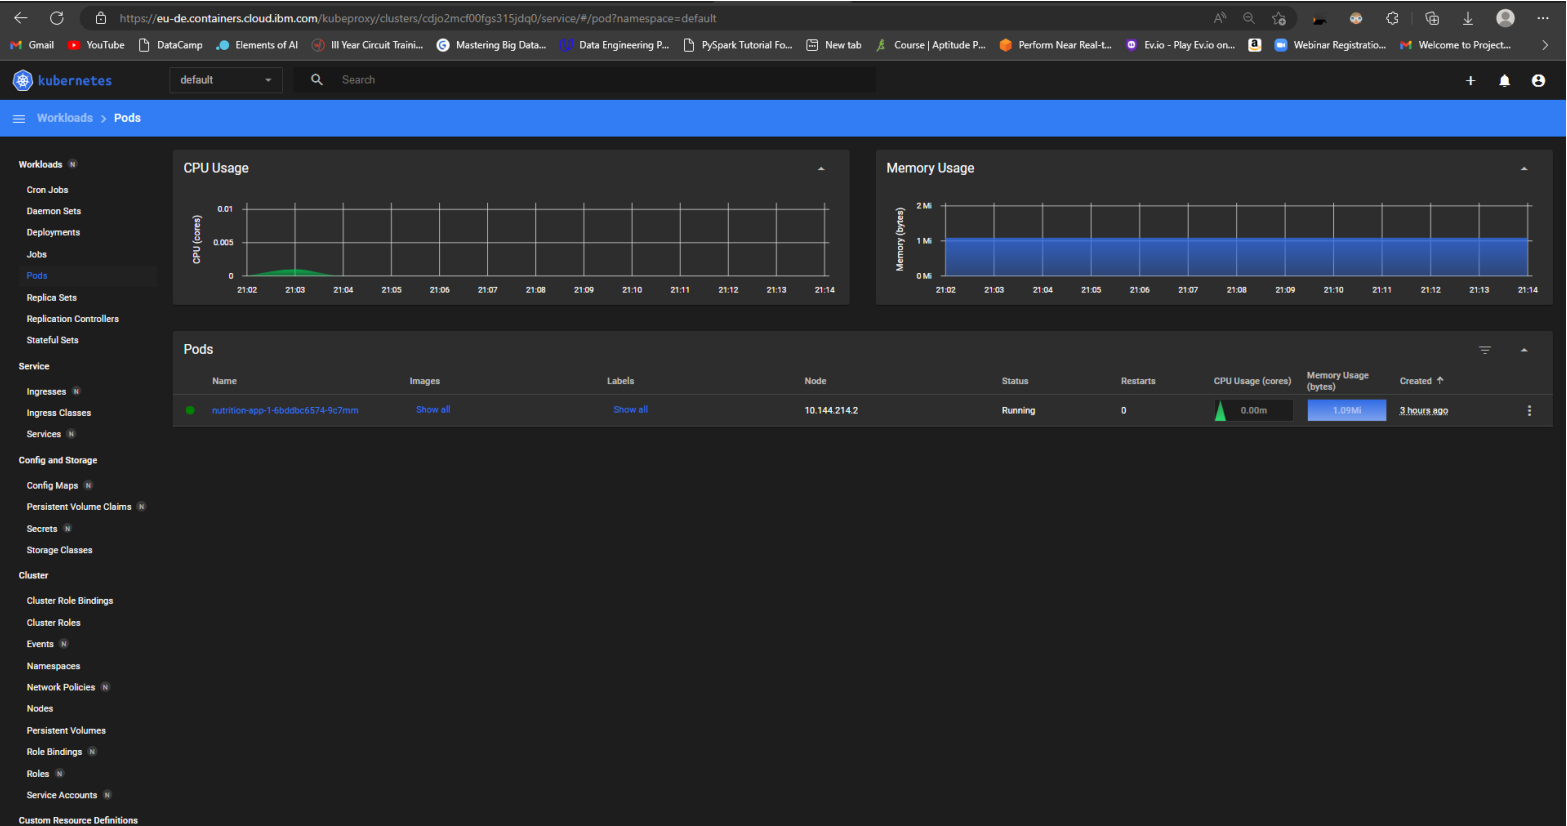 https://eu-de.containers.cloud.ibm.com/kubeproxy/clusters/cdjo2mcf00fgs315jdq0/service/#/pod?namespace=default
Gmail YouTube DataCamp Elements of AI III Year Circuit Traini... Mastering Big Data... Data Engineering P... PySpark Tutorial Fo... New tab Course | Aptitude P... Perform Near Real-t... Ev.io - Play Ev.io on... Webinar Registratio... Welcome to Project...
kubernetes default Search
Workloads > Pods
Workloads N
Cron Jobs
Daemon Sets
Deployments
Jobs
Pods
Replica Sets
Replication Controllers
Stateful Sets
Service
Ingresses N
Ingress Classes
Services N
Config and Storage
Config Maps N
Persistent Volume Claims N
Secrets N
Storage Classes
Cluster
Cluster Role Bindings
Cluster Roles
Events N
Namespaces
Network Policies N
Nodes
Persistent Volumes
Role Bindings N
Roles N
Service Accounts N
Custom Resource Definitions
CPU Usage
CPU (cores)
0.01
0.005
0
21:02 21:03 21:04 21:05 21:06 21:07 21:08 21:09 21:10 21:11 21:12 21:13 21:14
Memory Usage
Memory (bytes)
2 Mi
1 Mi
0 Mi
21:02 21:03 21:04 21:05 21:06 21:07 21:08 21:09 21:10 21:11 21:12 21:13 21:14
Pods
Name Images Labels Node Status Restarts CPU Usage (cores) Memory Usage (bytes) Created
nutrition-app-1-6bddbc6574-9c7mm Show all Show all 10.144.214.2 Running 0 0.00m 1.09Mi 3 hours ago